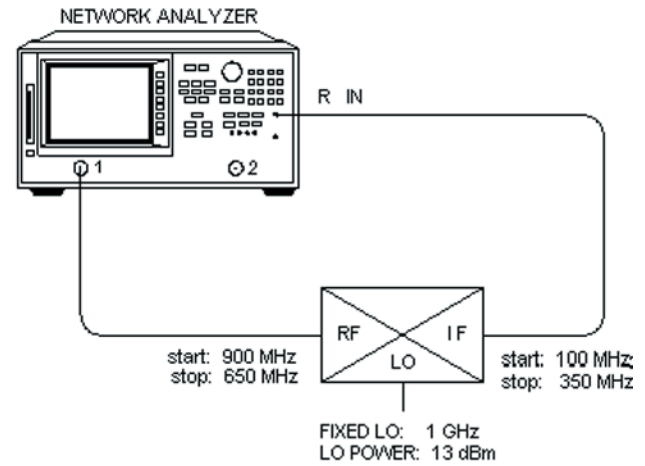 NETWORK ANALYZER
R IN
1
2
RF
IF
LO
start: 900 MHz
stop: 650 MHz
start: 100 MHz:
stop: 350 MHz
FIXED LO: 1 GHz
LO POWER: 13 dBm